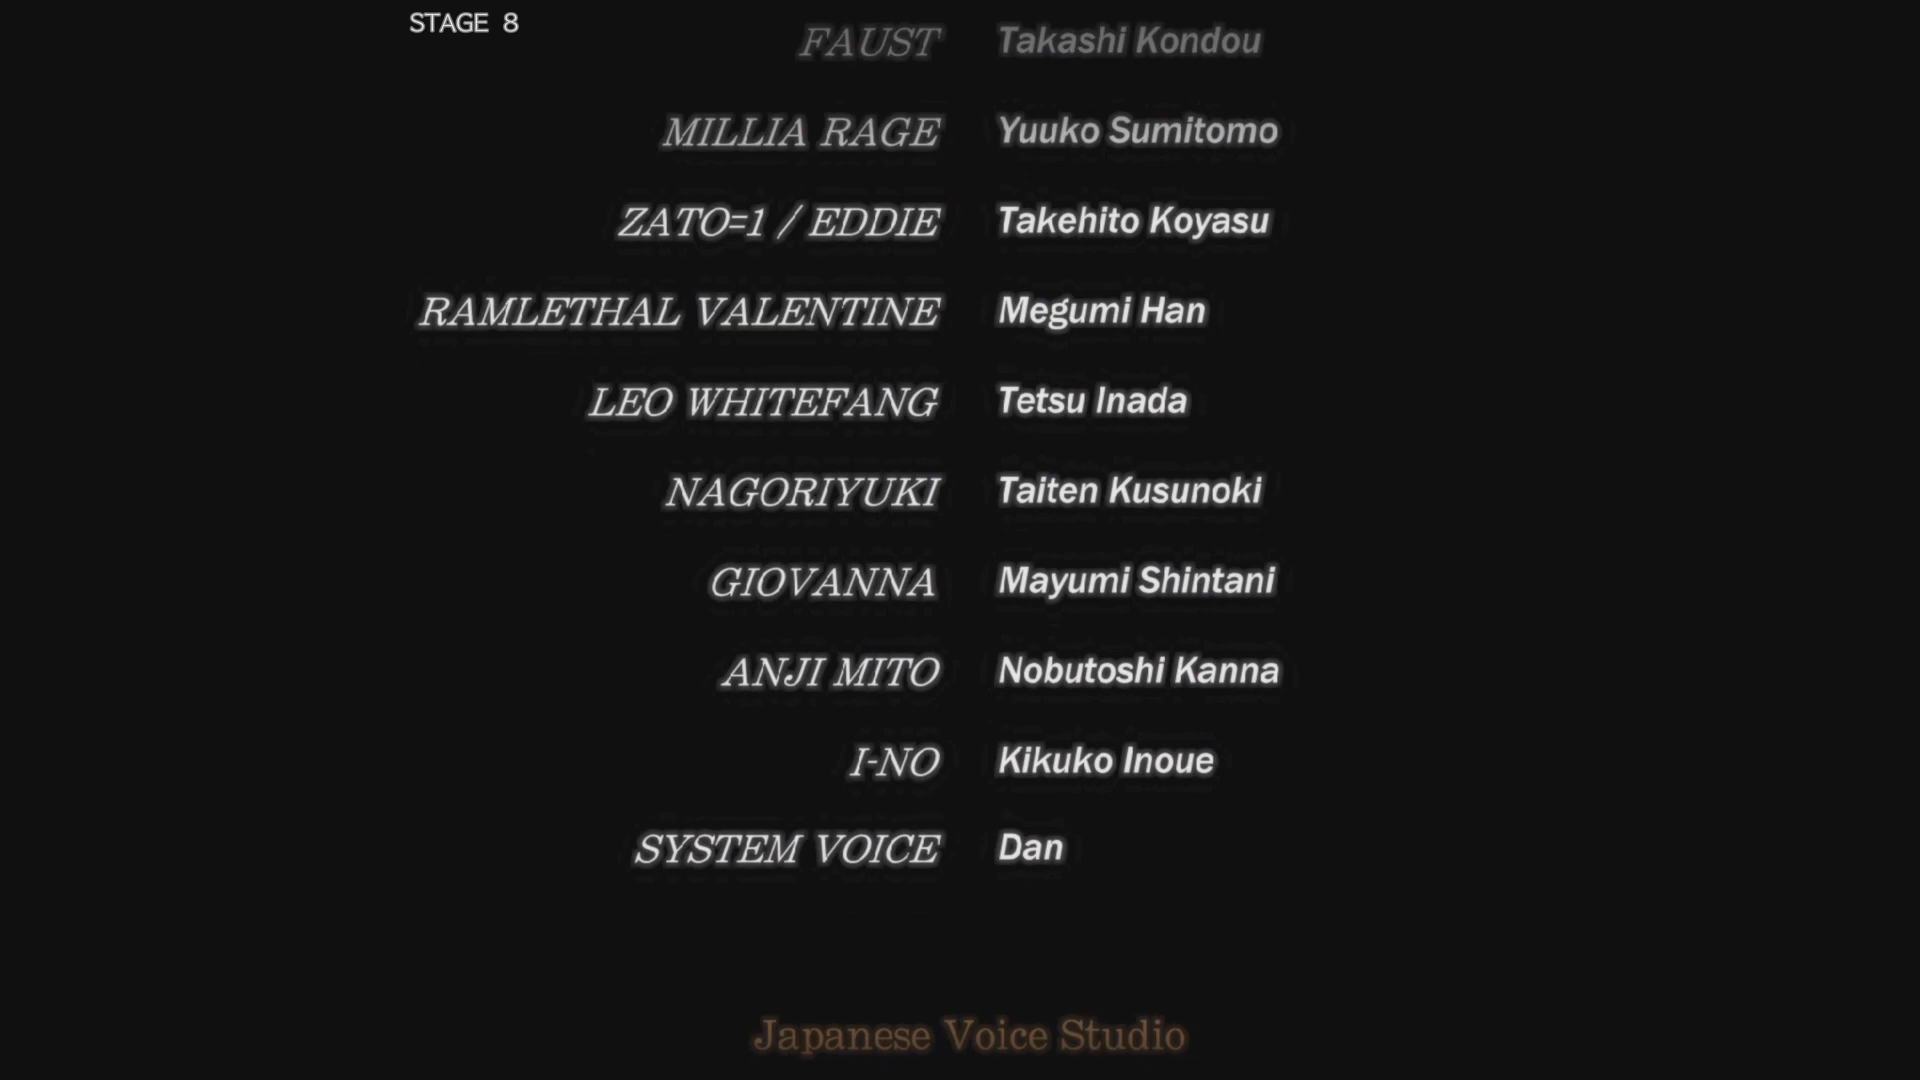 STAGE 8
FAUST Takashi Kondou
MILLIA RAGE Yuuko Sumitomo
ZATO=1 / EDDIE Takehito Koyasu
RAMLETHAL VALENTINE Megumi Han
LEO WHITEFANG Tetsu Inada
NAGORIYUKI Taiten Kusunoki
GIOVANNA Mayumi Shintani
ANJI MITO Nobutoshi Kanna
I-NO Kikuko Inoue
SYSTEM VOICE Dan
Japanese Voice Studio